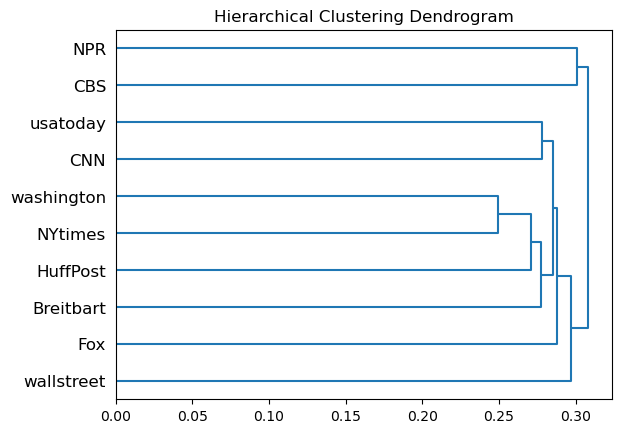 Hierarchical Clustering Dendrogram
NPR
CBS
usatoday
CNN
washington
NYtimes
HuffPost
Breitbart
Fox
wallstreet
0.00 0.05 0.10 0.15 0.20 0.25 0.30